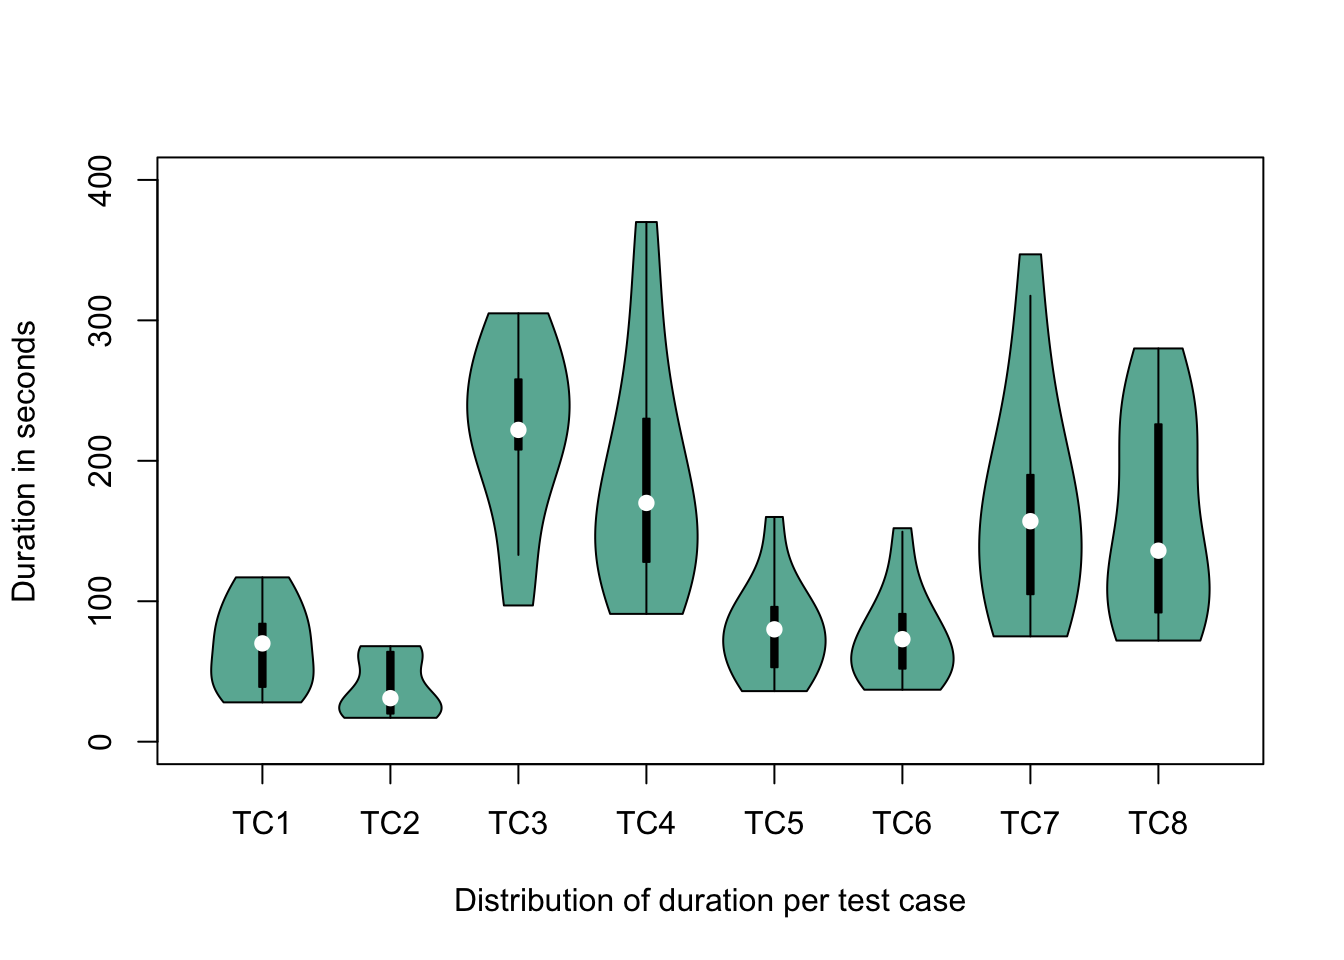 Duration in seconds
400
300
200
100
0
TC1 TC2 TC3 TC4 TC5 TC6 TC7 TC8
Distribution of duration per test case